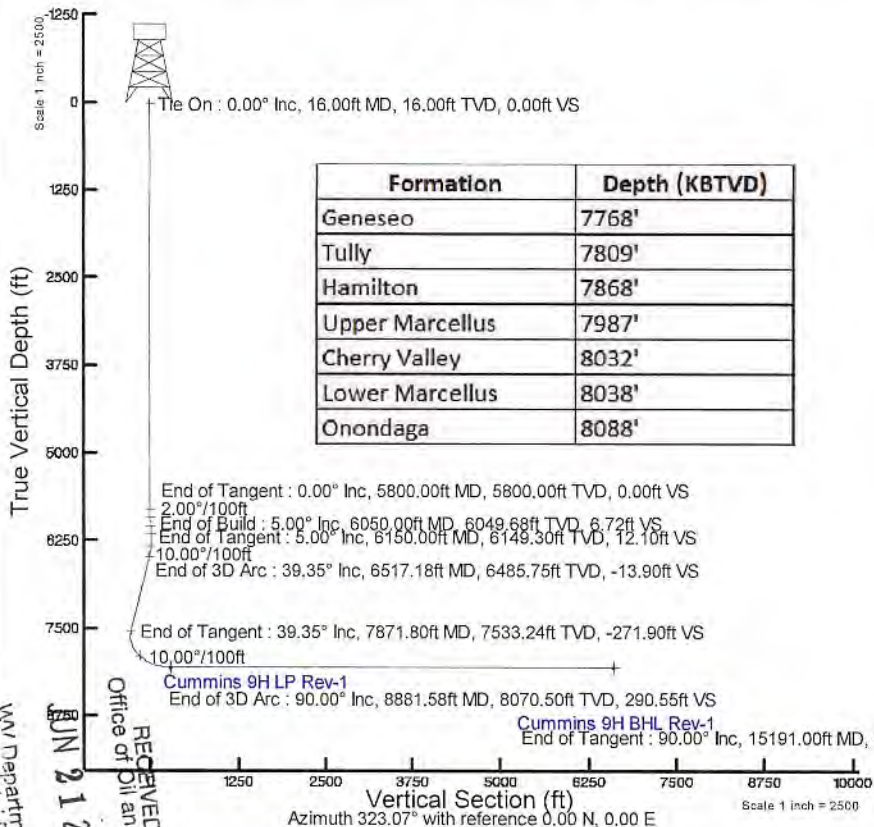 -1250
Scale 1 inch = 2500
0
Tie On : 0.00° Inc, 16.00ft MD, 16.00ft TVD, 0.00ft VS
1250
Formation Depth (KBTVD)
Geneseo 7768'
Tully 7809'
Hamilton 7868'
Upper Marcellus 7987'
Cherry Valley 8032'
Lower Marcellus 8038'
Onondaga 8088'
2500
True Vertical Depth (ft)
3750
5000
End of Tangent : 0.00° Inc, 5800.00ft MD, 5800.00ft TVD, 0.00ft VS
2.00°/100ft
End of Build : 5.00° Inc, 6050.00ft MD, 6049.68ft TVD, 6.72ft VS
End of Tangent : 5.00° Inc, 6150.00ft MD, 6149.30ft TVD, 12.10ft VS
6250
10.00°/100ft
End of 3D Arc : 39.35° Inc, 6517.18ft MD, 6485.75ft TVD, -13.90ft VS
7500
End of Tangent : 39.35° Inc, 7871.80ft MD, 7533.24ft TVD, -271.90ft VS
10.00°/100ft
Cummins 9H LP Rev-1
End of 3D Arc : 90.00° Inc, 8881.58ft MD, 8070.50ft TVD, 290.55ft VS
8750
Cummins 9H BHL Rev-1
End of Tangent : 90.00° Inc, 15191.00ft MD,
RECEIVED
Office of Oil an
JUN 21 2
WV Departm
1250 2500 3750 5000 6250 7500 8750 10000
Vertical Section (ft)
Scale 1 inch = 2500
Azimuth 323.07° with reference 0.00 N, 0.00 E